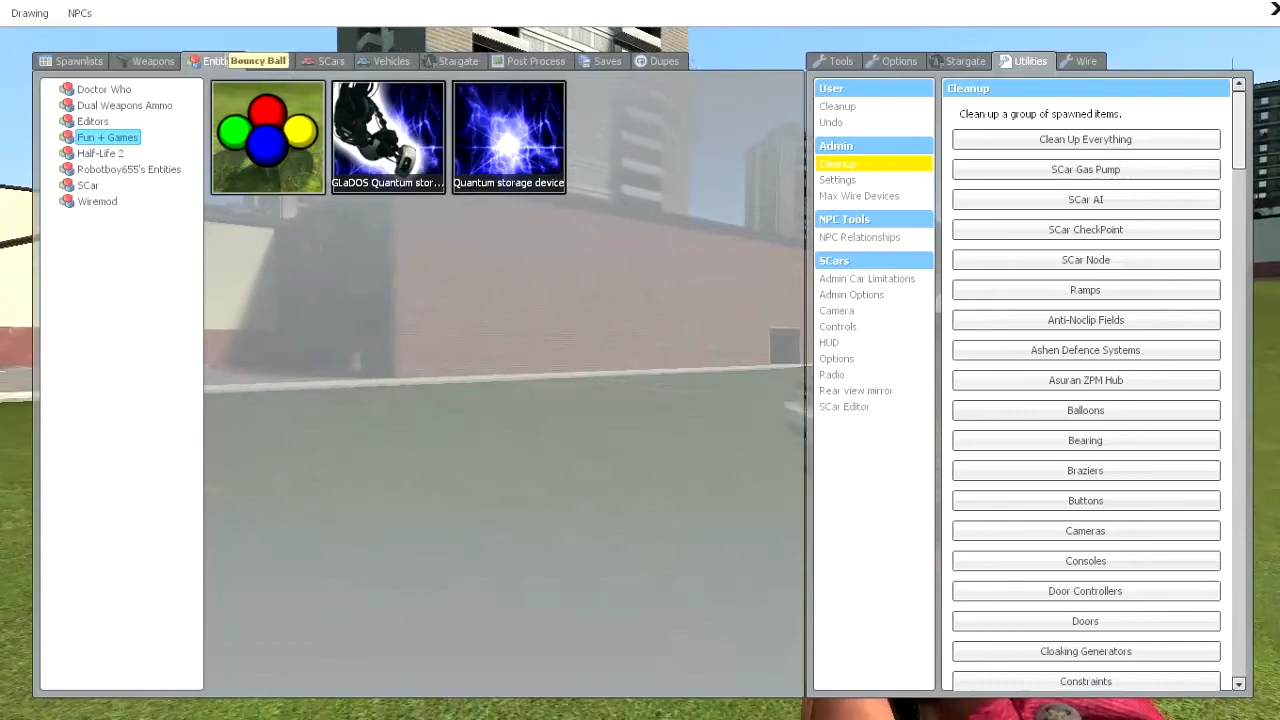 Drawing NPCs
Spawnlists Weapons Entiti Bouncy Ball SCars Vehicles Stargate Post Process Saves Dupes
Doctor Who
Dual Weapons Ammo
Editors
Fun + Games
Half-Life 2
Robotboy655's Entities
SCar
Wiremod
GLaDOS Quantum stor...
Quantum storage device
Tools Options Stargate Utilities Wire
User
Cleanup
Undo
Admin
Cleanup
Settings
Max Wire Devices
NPC Tools
NPC Relationships
SCars
Admin Car Limitations
Admin Options
Camera
Controls
HUD
Options
Radio
Rear view mirror
SCar Editor
Cleanup
Clean up a group of spawned items.
Clean Up Everything
SCar Gas Pump
SCar AI
SCar CheckPoint
SCar Node
Ramps
Anti-Noclip Fields
Ashen Defence Systems
Asuran ZPM Hub
Balloons
Bearing
Braziers
Buttons
Cameras
Consoles
Door Controllers
Doors
Cloaking Generators
Constraints